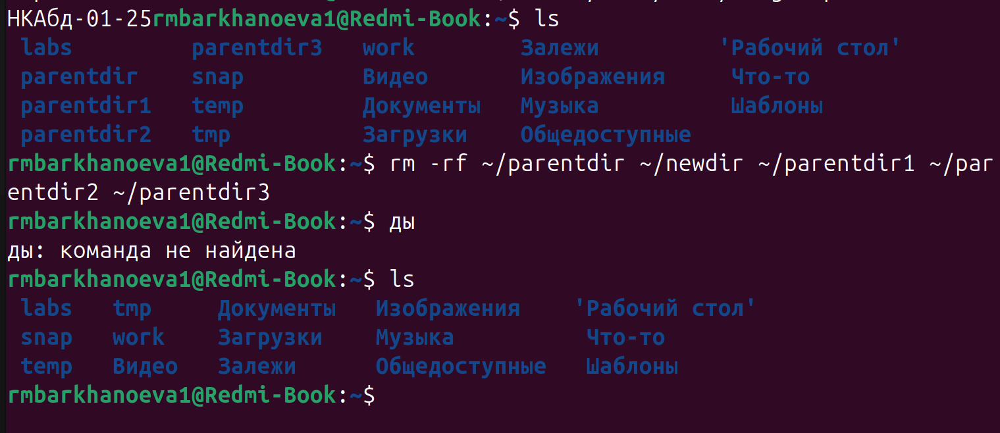 НКАбд-01-25rmbarkhanoeva1@Redmi-Book:~$ ls
labs parentdir3 work Залежи 'Рабочий стол'
parentdir snap Видео Изображения Что-то
parentdir1 temp Документы Музыка Шаблоны
parentdir2 tmp Загрузки Общедоступные
rmbarkhanoeva1@Redmi-Book:~$ rm -rf ~/parentdir ~/newdir ~/parentdir1 ~/par
entdir2 ~/parentdir3
rmbarkhanoeva1@Redmi-Book:~$ ды
ды: команда не найдена
rmbarkhanoeva1@Redmi-Book:~$ ls
labs tmp Документы Изображения 'Рабочий стол'
snap work Загрузки Музыка Что-то
temp Видео Залежи Общедоступные Шаблоны
rmbarkhanoeva1@Redmi-Book:~$